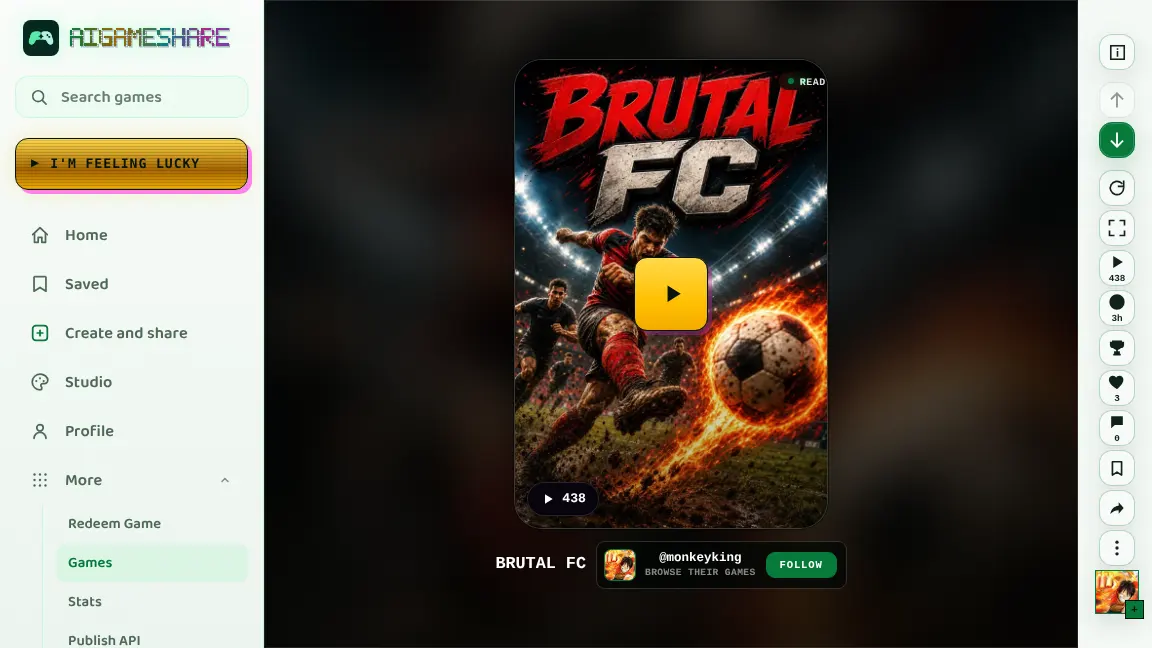 AIGAMESHARE
Search games
I'M FEELING LUCKY
Home
Saved
Create and share
Studio
Profile
More
Redeem Game
Games
Stats
Publish API
BRUTAL
FC
READ
438
BRUTAL FC
@monkeyking
BROWSE THEIR GAMES
FOLLOW
438
3h
3
0